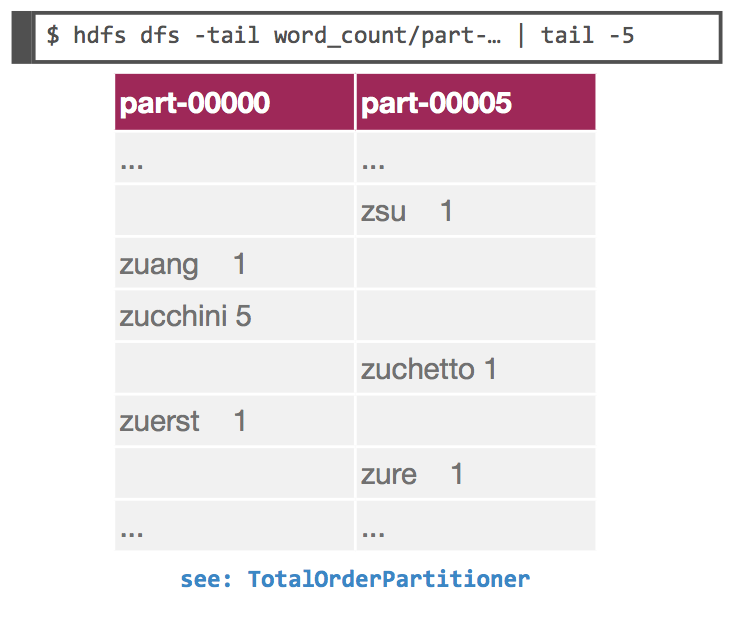 $ hdfs dfs -tail word_count/part-… | tail -5
part-00000 part-00005
... ...
zsu 1
zuang 1
zucchini 5
zuchetto 1
zuerst 1
zure 1
... ...
see: TotalOrderPartitioner